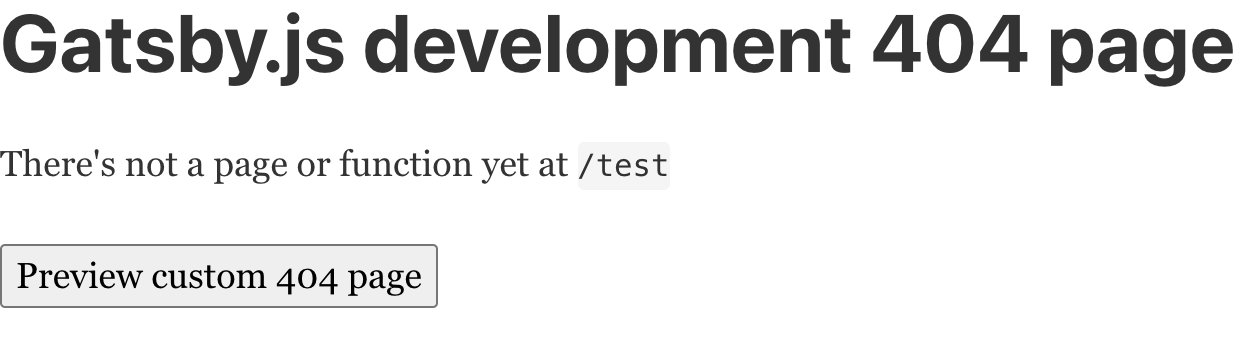 Gatsby.js development 404 page
There's not a page or function yet at /test
Preview custom 404 page